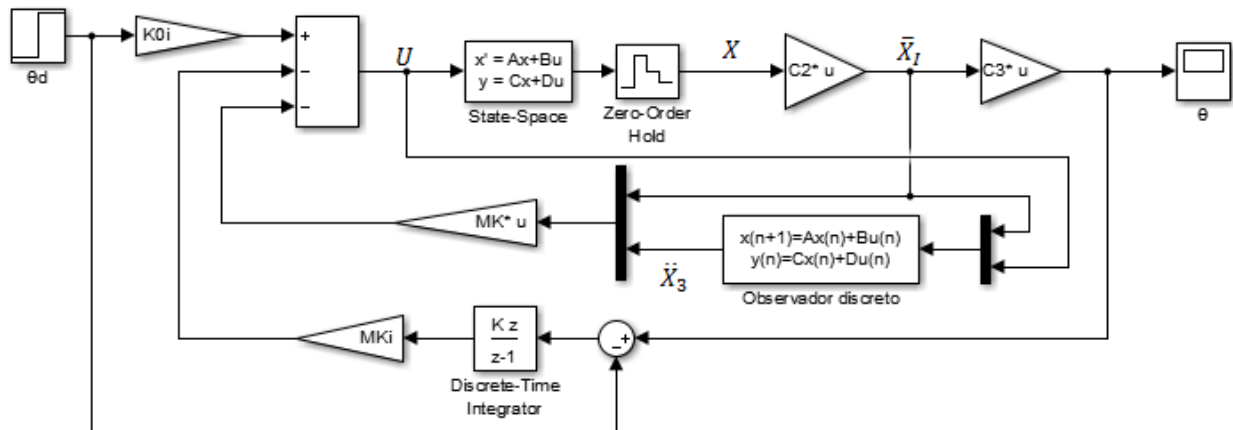 θd
K0i
+
−
−
U
x' = Ax+Bu
y = Cx+Du
State-Space
Zero-Order
Hold
X
C2* u
X̄_I
C3* u
θ
MK* u
Ẍ₃
x(n+1)=Ax(n)+Bu(n)
y(n)=Cx(n)+Du(n)
Observador discreto
MKi
K z
z-1
Discrete-Time
Integrator
−+